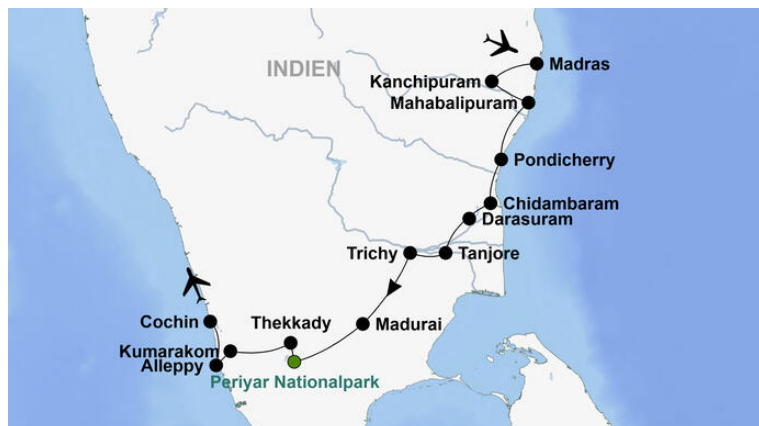 INDIEN
Madras
Kanchipuram
Mahabalipuram
Pondicherry
Chidambaram
Darasuram
Trichy
Tanjore
Cochin
Thekkady
Madurai
Kumarakom
Alleppy
Periyar Nationalpark